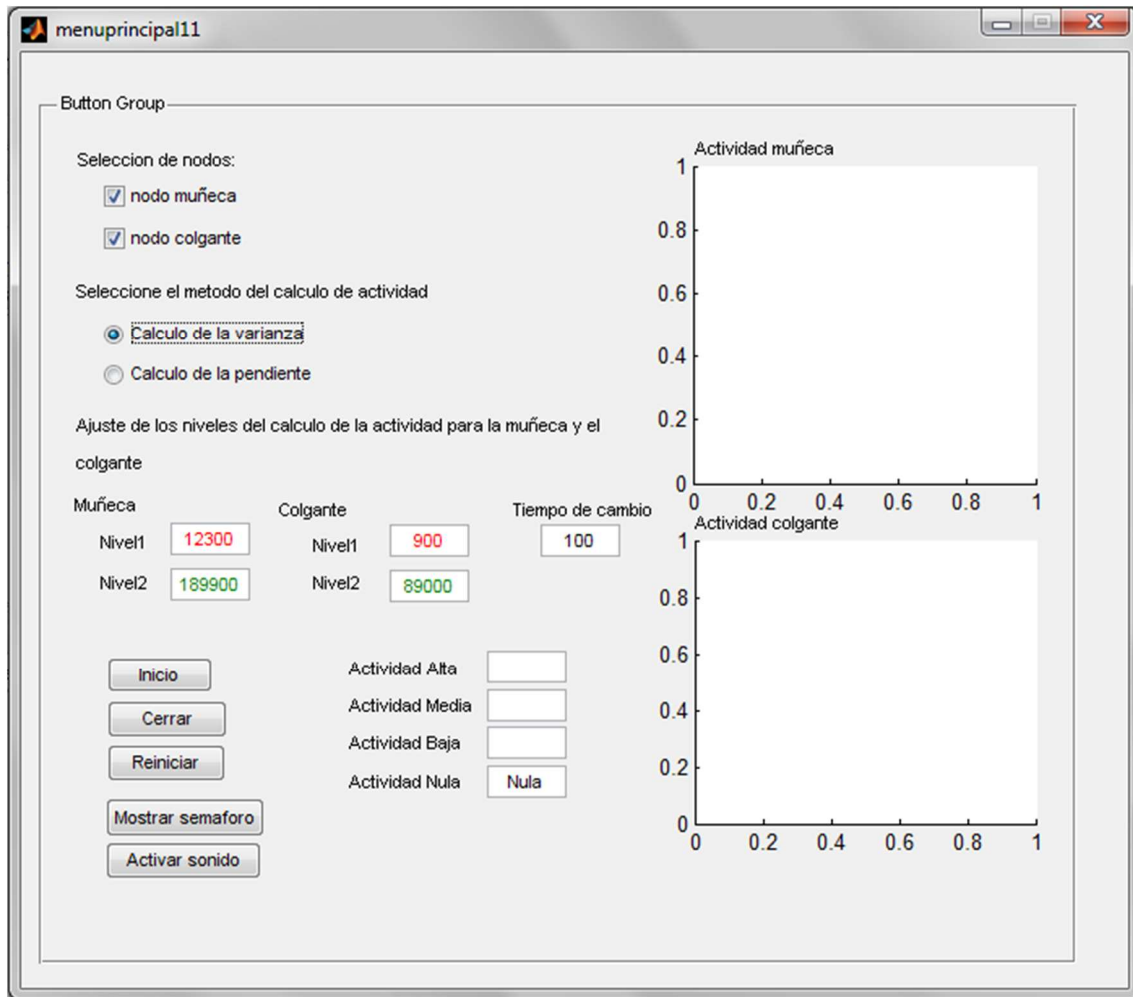 menuprincipal11
Button Group
Seleccion de nodos:
nodo muñeca
nodo colgante
Seleccione el metodo del calculo de actividad
Calculo de la varianza
Calculo de la pendiente
Ajuste de los niveles del calculo de la actividad para la muñeca y el
colgante
Muñeca
Nivel1 12300
Nivel2 189900
Colgante
Nivel1 900
Nivel2 89000
Tiempo de cambio
100
Inicio
Cerrar
Reiniciar
Mostrar semaforo
Activar sonido
Actividad Alta
Actividad Media
Actividad Baja
Actividad Nula Nula
Actividad muñeca
1
0.8
0.6
0.4
0.2
0
0 0.2 0.4 0.6 0.8 1
Actividad colgante
1
0.8
0.6
0.4
0.2
0
0 0.2 0.4 0.6 0.8 1